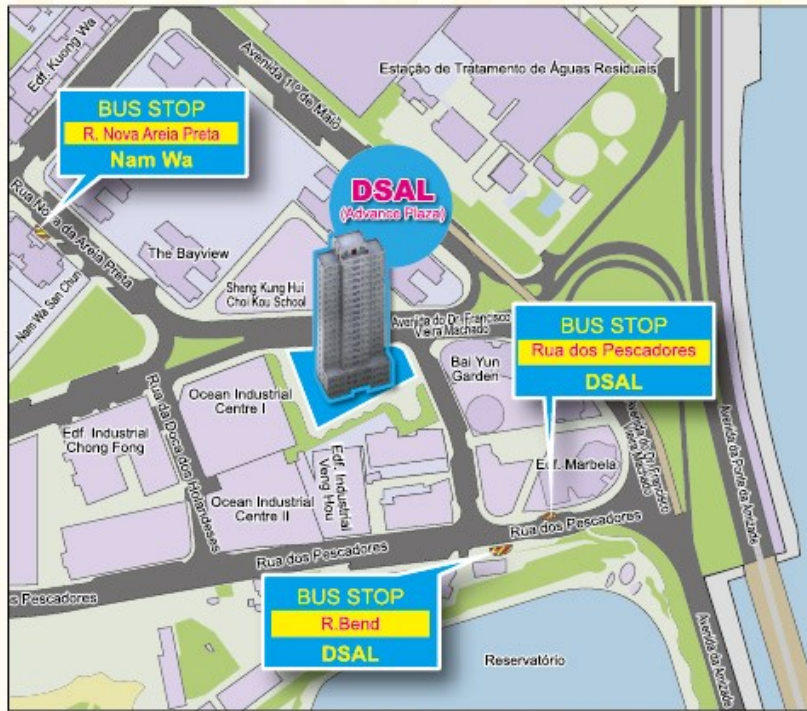 Edf. Kuong Wa
Avenida 1º de Maio
Estação de Tratamento de Águas Residuais
BUS STOP
R. Nova Areia Preta
Nam Wa
DSAL
(Advance Plaza)
Rua Nova da Areia Preta
The Bayview
Nam Wa San Chun
Sheng Kung Hui
Choi Kou School
Avenida do Dr. Francisco
Vieira Machado
BUS STOP
Rua dos Pescadores
DSAL
Bai Yun
Garden
Ocean Industrial
Centre I
Rua da Doca dos Holandeses
Edf. Industrial
Chong Fong
Edf. Industrial
Veng Hou
Ocean Industrial
Centre II
Edf. Marbela
Avenida do Dr. Francisco
Vieira Machado
Avenida da Ponte da Amizade
Rua dos Pescadores
Rua dos Pescadores
os Pescadores
BUS STOP
R.Bend
DSAL
Reservatório
Avenida da Amizade